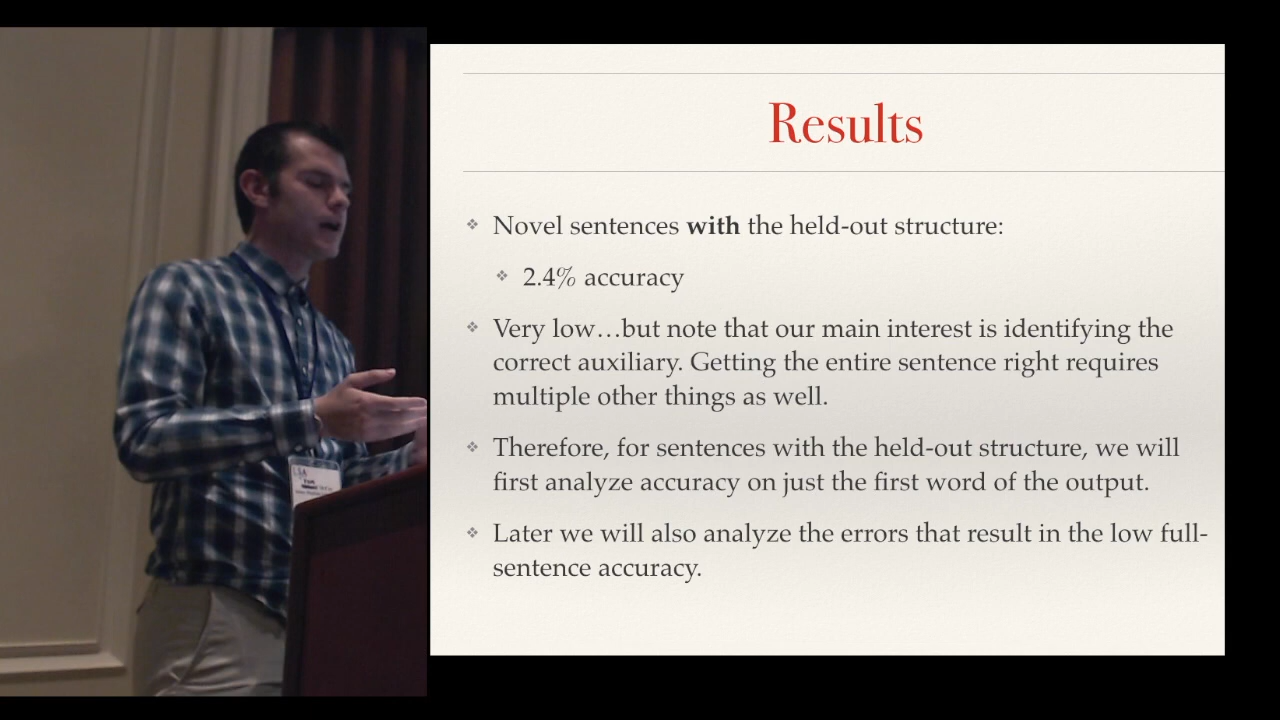 Results
❖ Novel sentences with the held-out structure:
❖ 2.4% accuracy
❖ Very low…but note that our main interest is identifying the
correct auxiliary. Getting the entire sentence right requires
multiple other things as well.
❖ Therefore, for sentences with the held-out structure, we will
first analyze accuracy on just the first word of the output.
❖ Later we will also analyze the errors that result in the low full-
sentence accuracy.
LSA